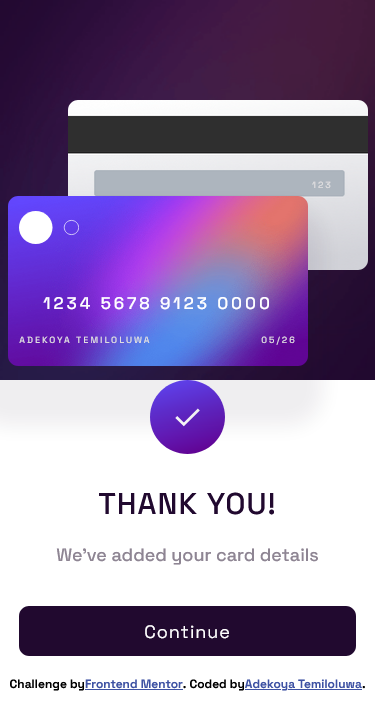 123
1234 5678 9123 0000
ADEKOYA TEMILOLUWA 05/26
THANK YOU!
We've added your card details
Continue
Challenge byFrontend Mentor. Coded byAdekoya Temiloluwa.